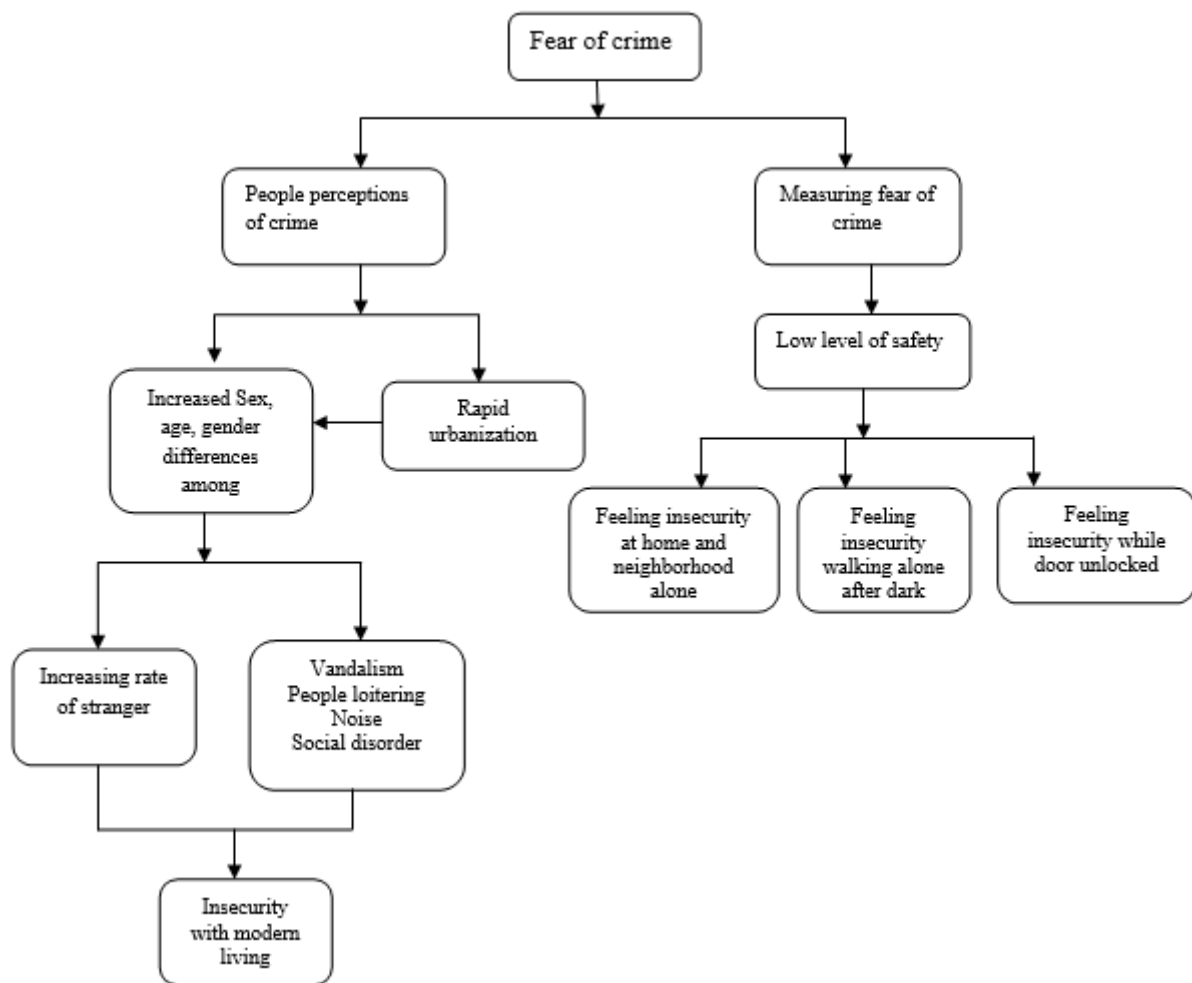 Fear of crime
People perceptions
of crime
Measuring fear of
crime
Low level of safety
Increased Sex,
age, gender
differences
among
Rapid
urbanization
Feeling insecurity
at home and
neighborhood
alone
Feeling
insecurity
walking alone
after dark
Feeling
insecurity while
door unlocked
Increasing rate
of stranger
Vandalism
People loitering
Noise
Social disorder
Insecurity
with modern
living